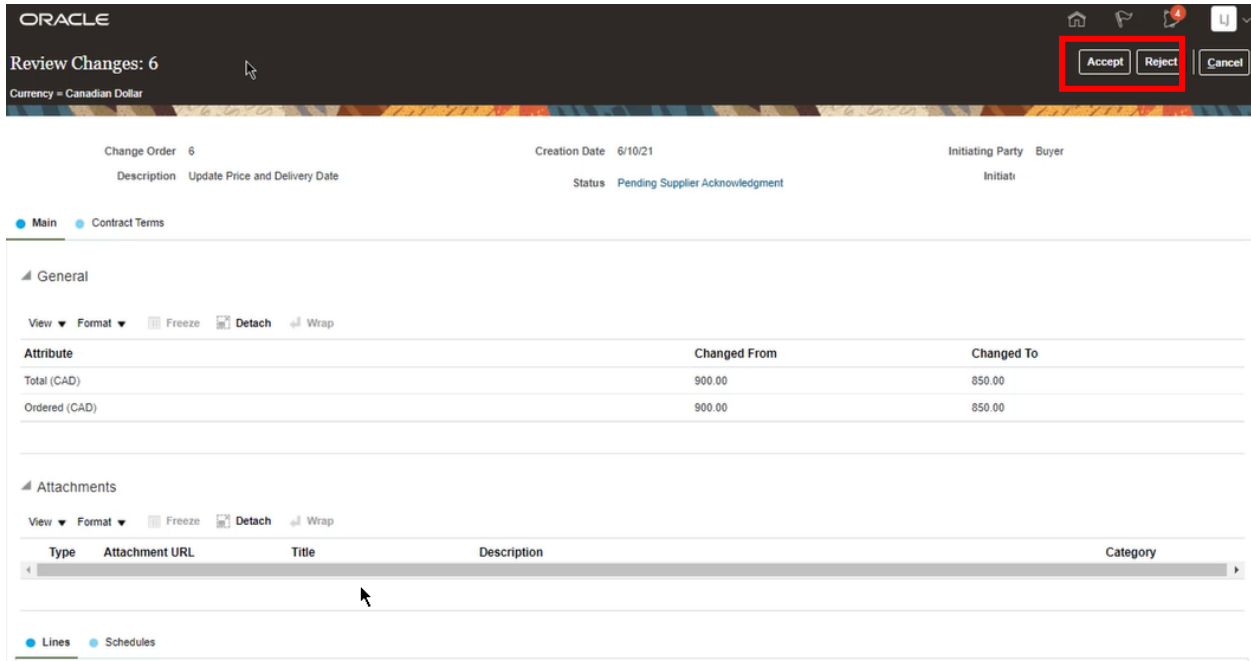 ORACLE
4
LJ
Review Changes: 6
Accept Reject Cancel
Currency = Canadian Dollar
Change Order 6 Creation Date 6/10/21 Initiating Party Buyer
Description Update Price and Delivery Date Status Pending Supplier Acknowledgment
Main Contract Terms
General
View Format Freeze Detach Wrap
Attribute Changed From Changed To
Total (CAD) 900.00 850.00
Ordered (CAD) 900.00 850.00
Attachments
View Format Freeze Detach Wrap
Type Attachment URL Title Description Category
Lines Schedules